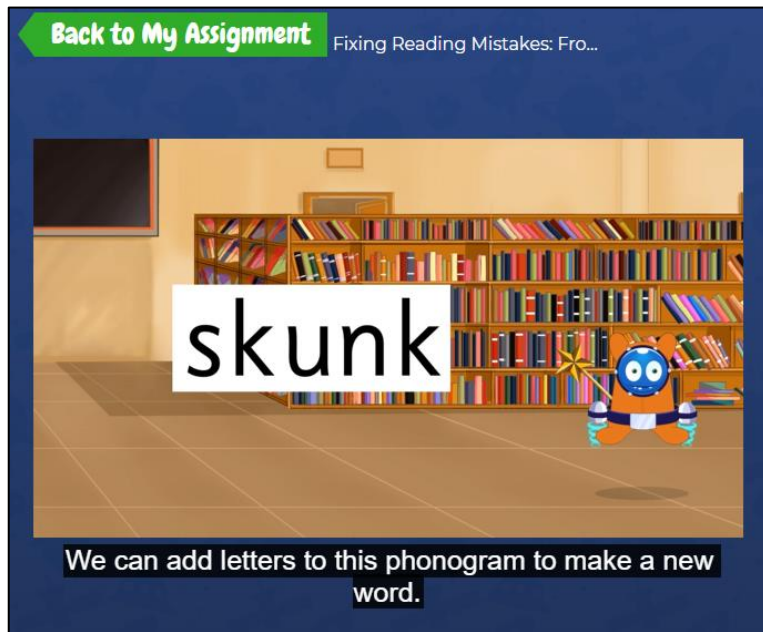 Back to My Assignment Fixing Reading Mistakes: Fro...
skunk
We can add letters to this phonogram to make a new
word.